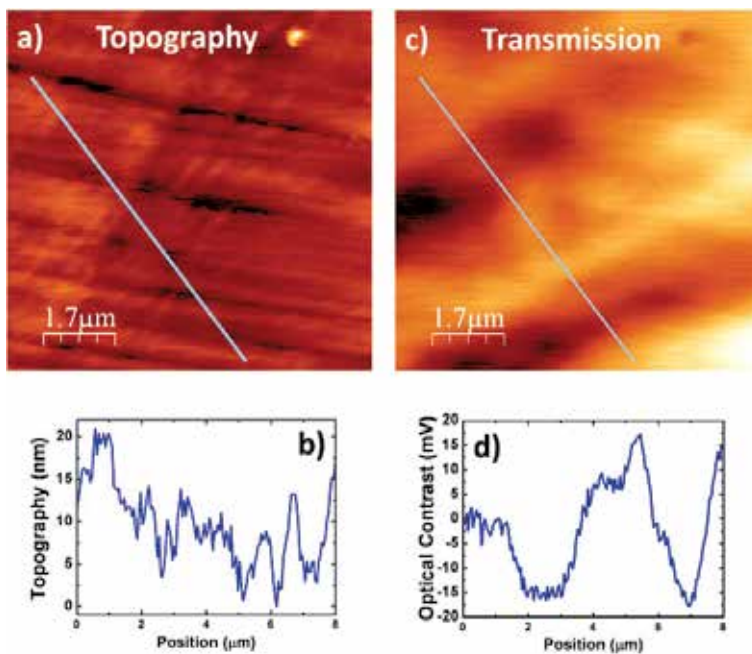 a) Topography
1.7μm
c) Transmission
1.7μm
b)
Topography (nm)
20
15
10
5
0
0 2 4 6 8
Position (μm)
d)
Optical Contrast (mV)
20
15
10
5
0
-5
-10
-15
-20
0 2 4 6 8
Position (μm)